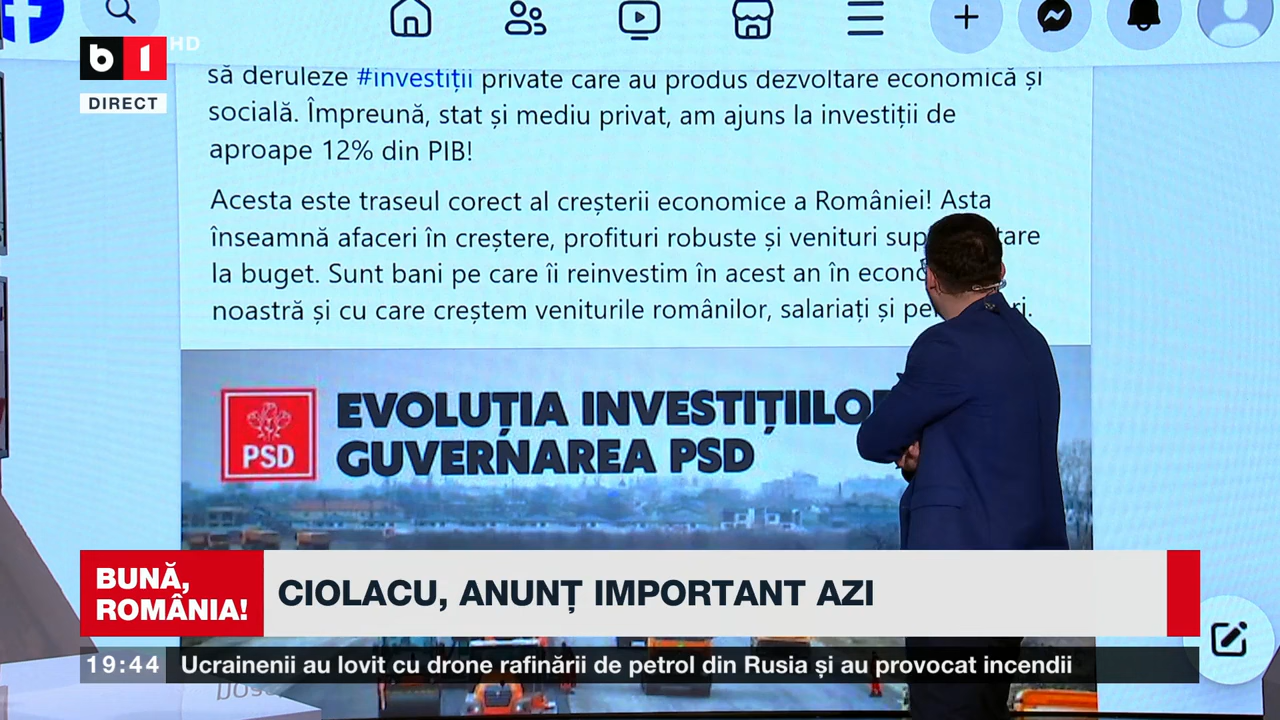 B1
HD
DIRECT
să deruleze #investiții private care au produs dezvoltare economică și
socială. Împreună, stat și mediu privat, am ajuns la investiții de
aproape 12% din PIB!
Acesta este traseul corect al creșterii economice a României! Asta
înseamnă afaceri în creștere, profituri robuste și venituri
la buget. Sunt bani pe care îi reinvestim în acest an în
noastră și cu care creștem veniturile românilor, salariați și
PSD
EVOLUȚIA INVESTIȚIILO
GUVERNAREA PSD
BUNĂ,
ROMÂNIA!
CIOLACU, ANUNȚ IMPORTANT AZI
19:44 Ucrainenii au lovit cu drone rafinării de petrol din Rusia și au provocat incendii